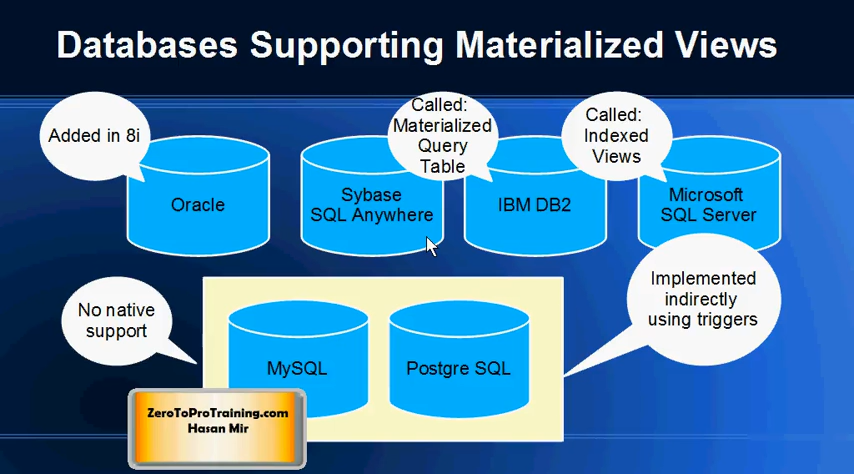 Databases Supporting Materialized Views
Added in 8i
Oracle
Sybase
SQL Anywhere
Called:
Materialized
Query
Table
IBM DB2
Called:
Indexed
Views
Microsoft
SQL Server
No native
support
MySQL
Postgre SQL
Implemented
indirectly
using triggers
ZeroToProTraining.com
Hasan Mir